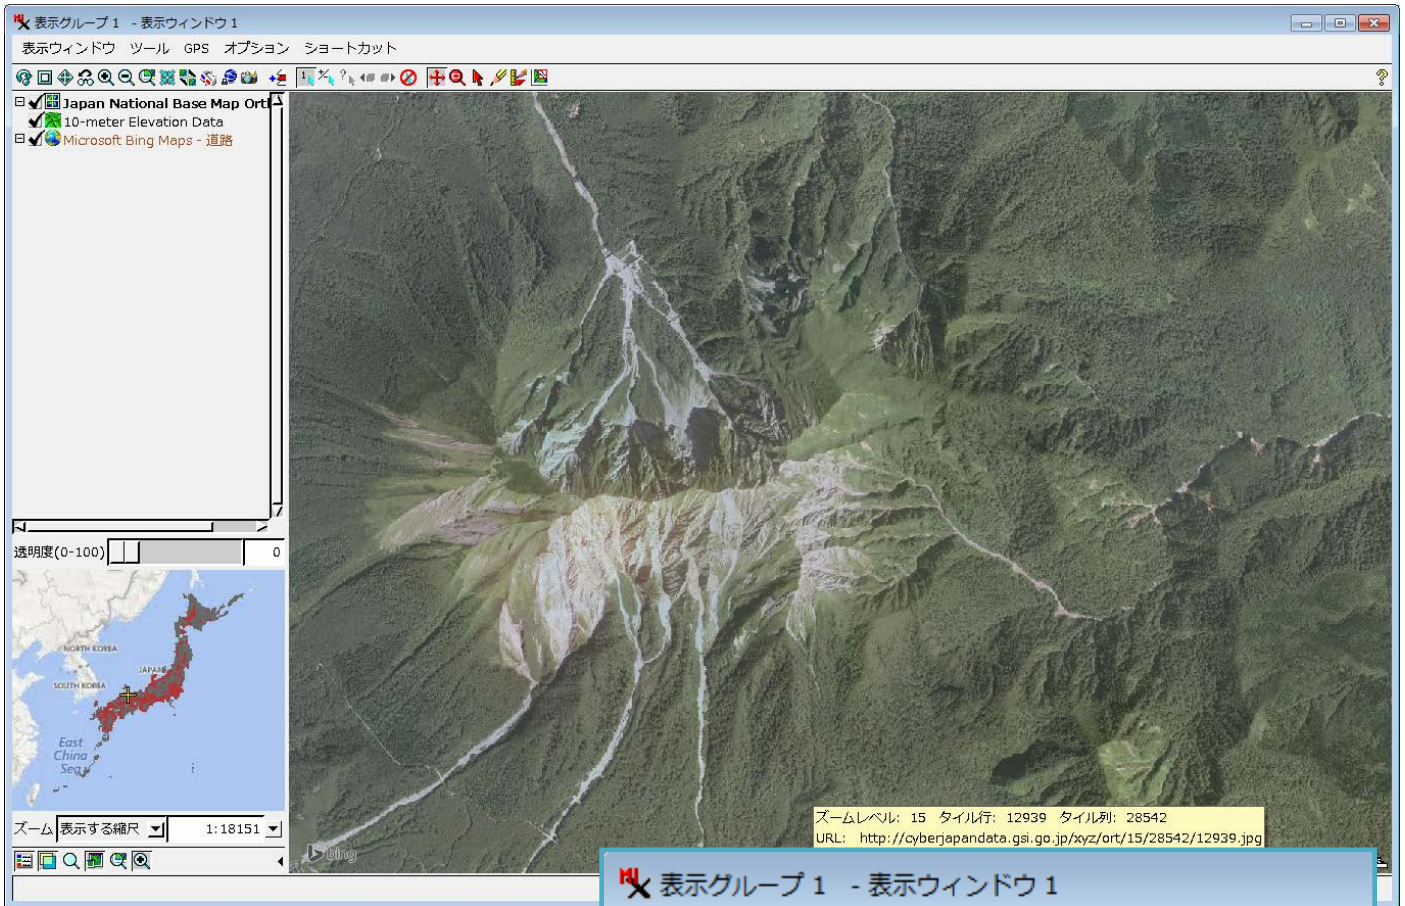 表示グループ 1 - 表示ウィンドウ 1
表示ウィンドウ ツール GPS オプション ショートカット
Japan National Base Map Ort
10-meter Elevation Data
Microsoft Bing Maps - 道路
透明度(0-100) 0
NORTH KOREA
JAPAN
SOUTH KOREA
East
China
Sea
ズーム 表示する縮尺 1:18151
bing
ズームレベル: 15 タイル行: 12939 タイル列: 28542
URL: http://cyberjapandata.gsi.go.jp/xyz/ort/15/28542/12939.jpg
表示グループ 1 - 表示ウィンドウ 1